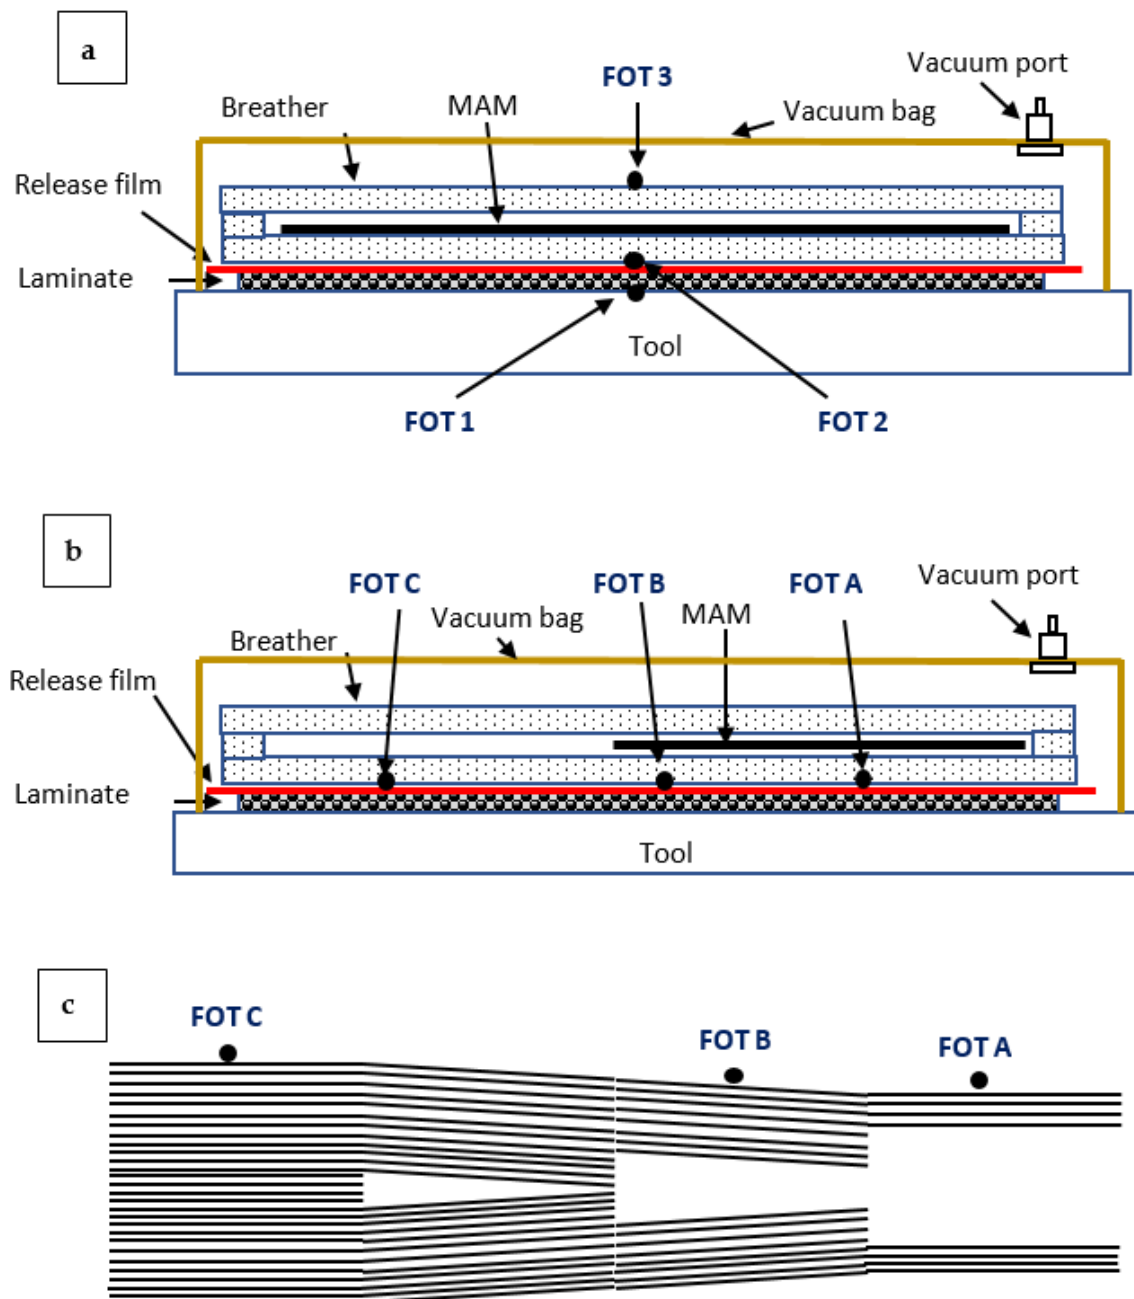 a
FOT 3
Vacuum port
Breather
MAM
Vacuum bag
Release film
Laminate
Tool
FOT 1
FOT 2
b
FOT C
FOT B
FOT A
Vacuum port
Vacuum bag
MAM
Breather
Release film
Laminate
Tool
c
FOT C
FOT B
FOT A